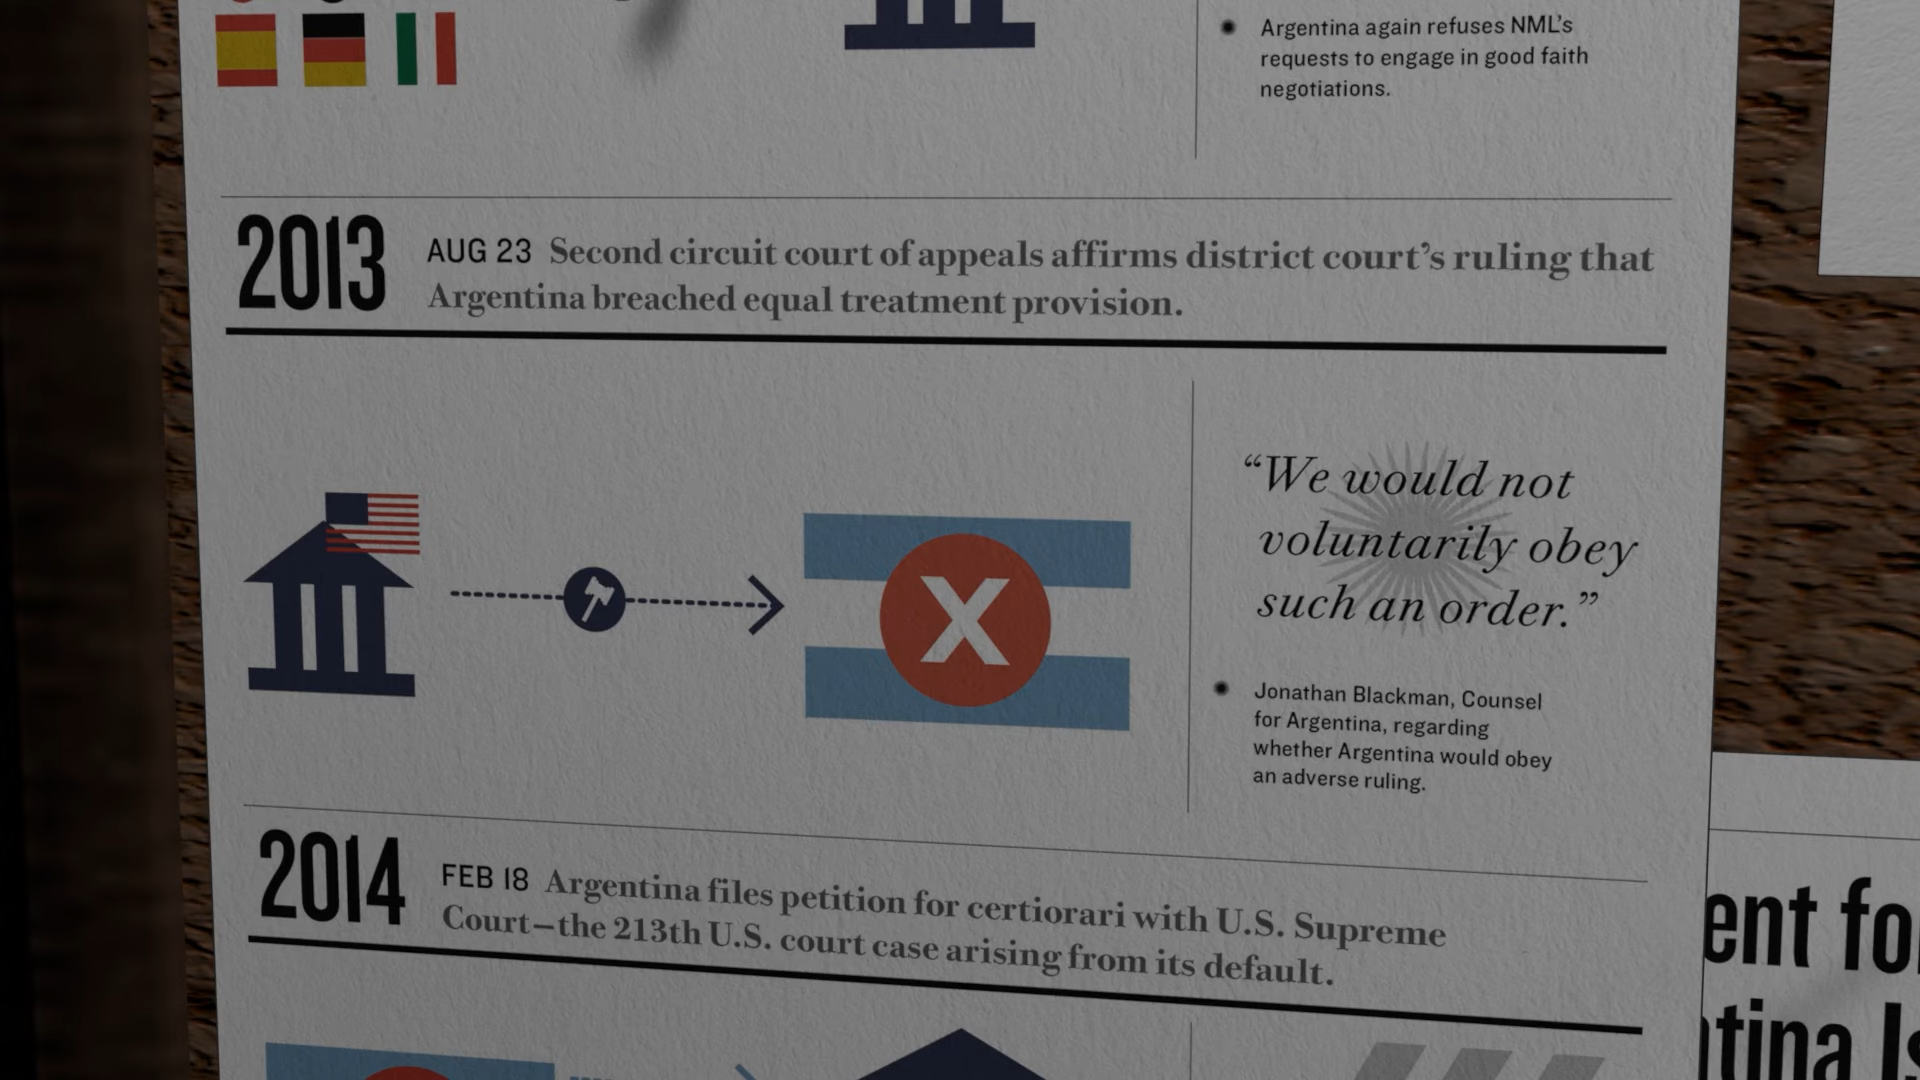 Argentina again refuses NML's
requests to engage in good faith
negotiations.
2013
AUG 23 Second circuit court of appeals affirms district court's ruling that
Argentina breached equal treatment provision.
X
“We would not
voluntarily obey
such an order.”
Jonathan Blackman, Counsel
for Argentina, regarding
whether Argentina would obey
an adverse ruling.
2014
FEB 18 Argentina files petition for certiorari with U.S. Supreme
Court—the 213th U.S. court case arising from its default.